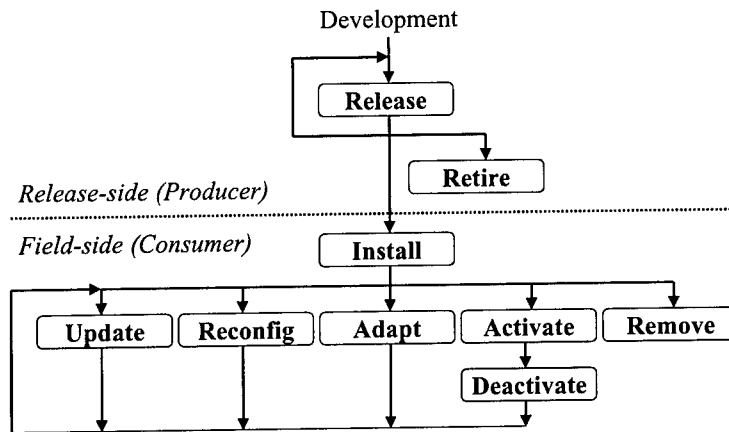 Development
Release
Retire
Release-side (Producer)
Field-side (Consumer)
Install
Update Reconfig Adapt Activate Remove
Deactivate